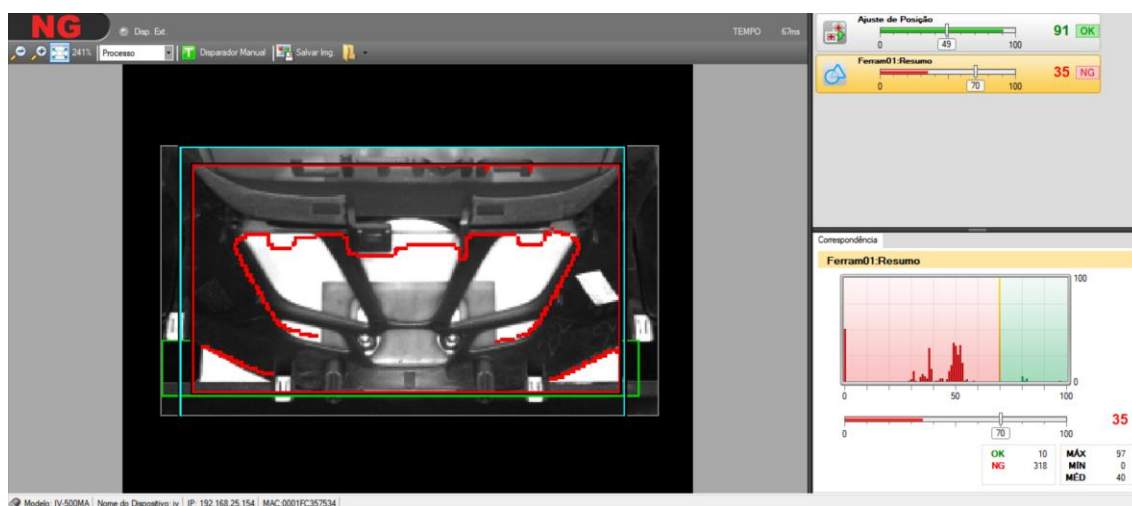 NG
Disp. Ext
TEMPO 67ms
241% Processo Disparador Manual Salvar Img.
Ajuste de Posição
91 OK
0 49 100
Ferram01:Resumo
35 NG
0 70 100
Correspondência
Ferram01:Resumo
100
0
0 50 100
35
0 70 100
OK 10 MÁX 97
NG 318 MÍN 0
MÉD 40
Modelo: IV-500MA Nome do Dispositivo: iv IP: 192.168.25.154 MAC:0001FC357534